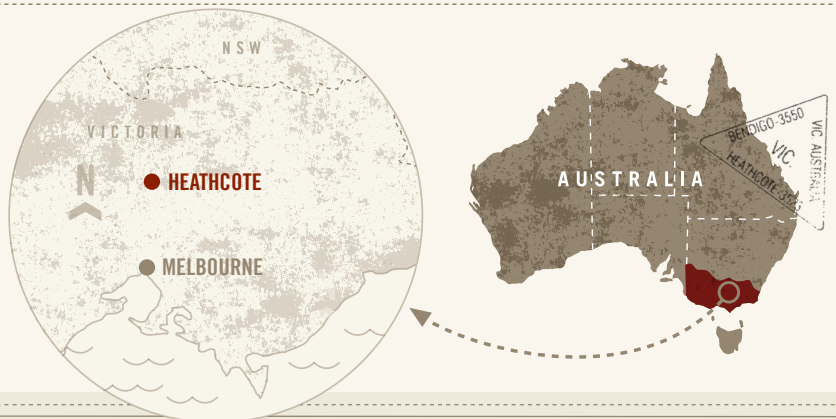 NSW
VICTORIA
N
HEATHCOTE
MELBOURNE
AUSTRALIA
BENDIGO-3550
VIC
HEATHCOTE
VIC AUSTRALIA